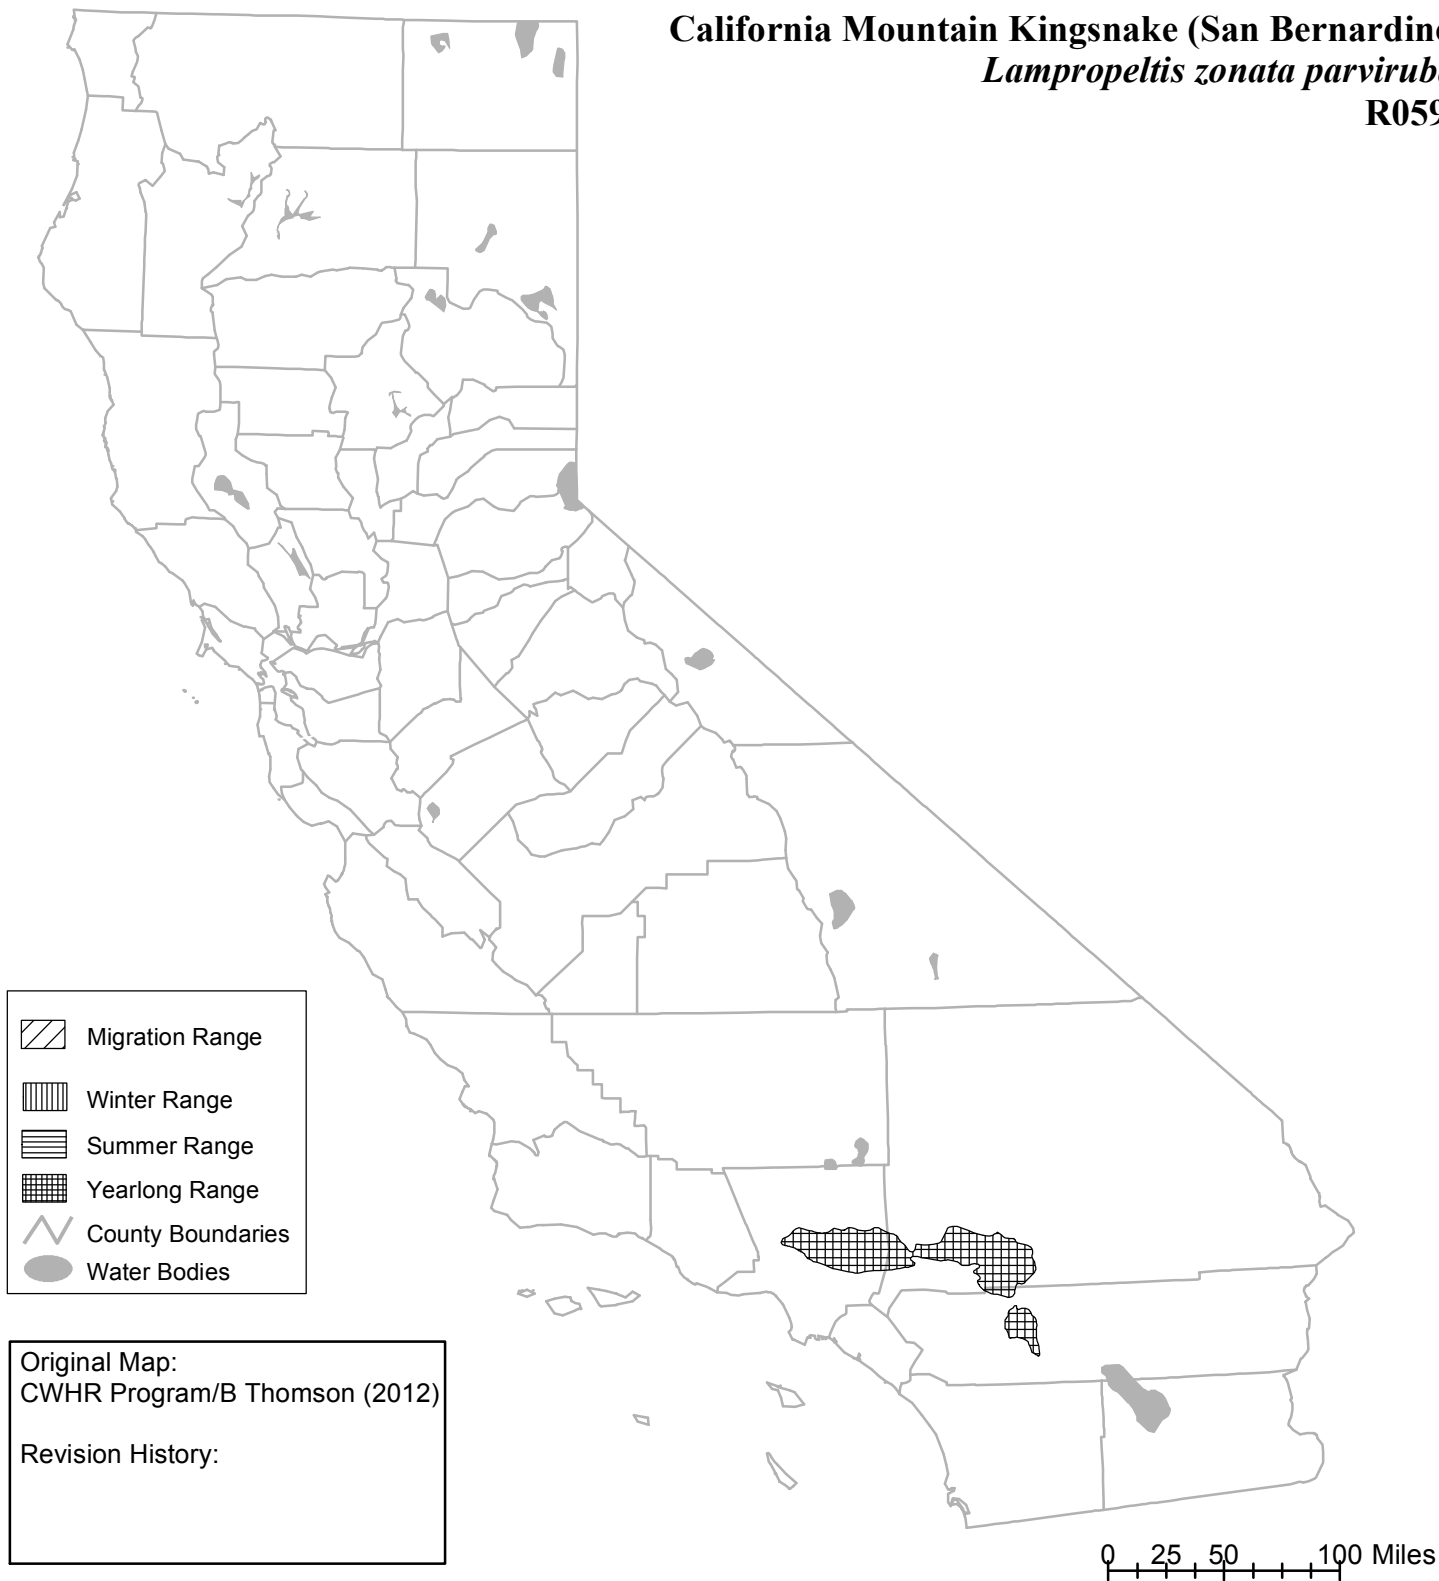 California Mountain Kingsnake (San Bernardino
Lampropeltis zonata parvirub
R059
Migration Range
Winter Range
Summer Range
Yearlong Range
County Boundaries
Water Bodies
Original Map:
CWHR Program/B Thomson (2012)
Revision History:
0 25 50 100 Miles